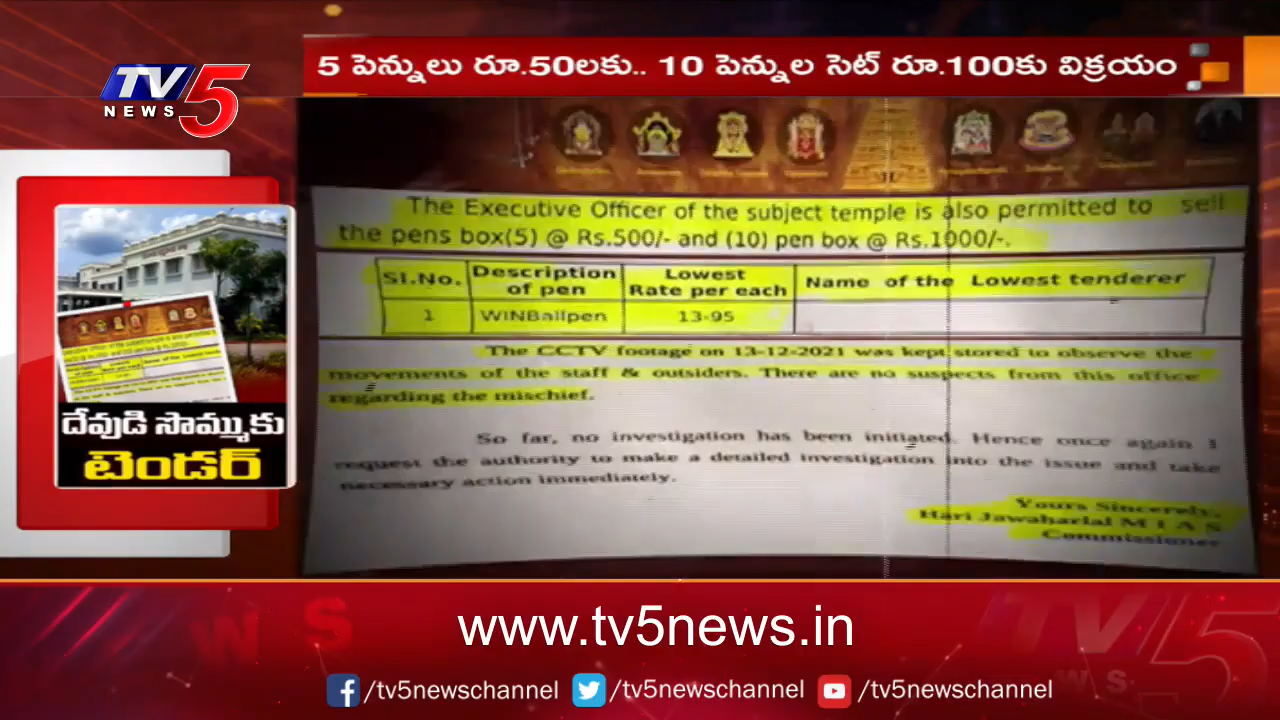 TV5
NEWS
5 పెన్నులు రూ.50లకు.. 10 పెన్నుల సెట్ రూ.100కు విక్రయం
The Executive Officer of the subject temple is also permitted to sell
the pens box(5) @ Rs.500/- and (10) pen box @ Rs.1000/-.
Sl.No. Description of pen Lowest Rate per each Name of the Lowest tenderer
1 WINBallpen 13-95
The CCTV footage on 13-12-2021 was kept stored to observe the
movements of the staff & outsiders. There are no suspects from this office
regarding the mischief.
So far, no investigation has been initiated. Hence once again I
request the authority to make a detailed investigation into the issue and take
necessary action immediately.
Yours Sincerely,
Hari Jawaharlal M I A S
Commissioner
దేవుడి సొమ్ముకు
టెండర్
www.tv5news.in
/tv5newschannel /tv5newschannel /tv5newschannel